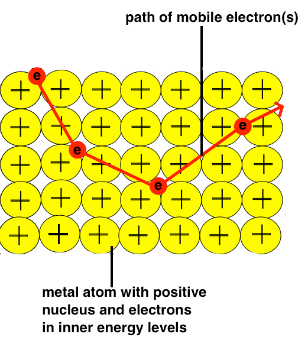 path of mobile electron(s)
e
e
e
e
metal atom with positive
nucleus and electrons
in inner energy levels